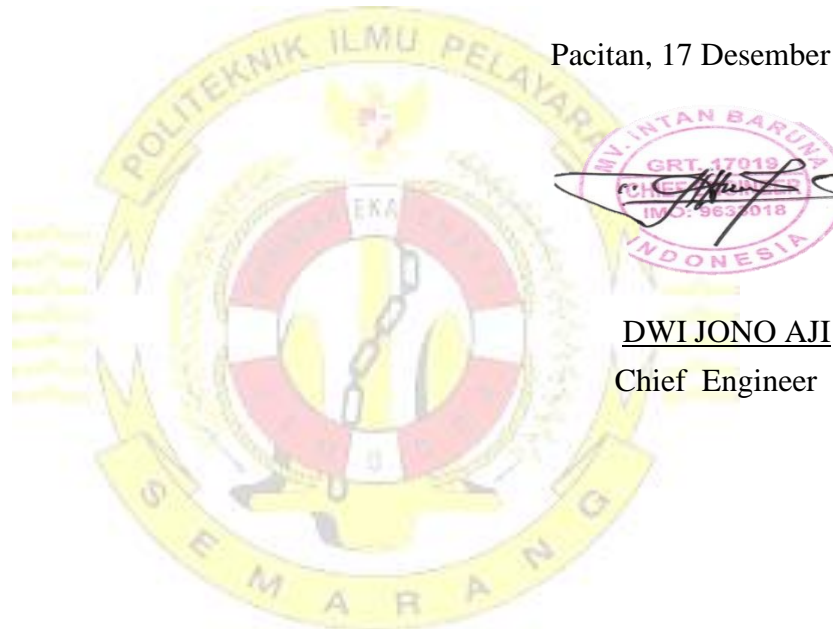 POLITEKNIK ILMU PELAYARA
Pacitan, 17 Desember
MV. INTAN BARUNA
GRT. 17019
CHIEF ENGINEER
IMO: 9633018
INDONESIA
EKA
DWI JONO AJI
Chief Engineer
SEMARANG